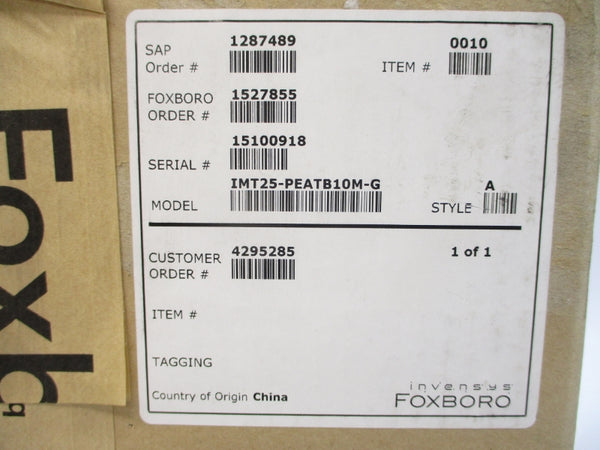 SAP
Order #
1287489
ITEM #
0010
FOXBORO
ORDER #
1527855
SERIAL #
15100918
MODEL
IMT25-PEATB10M-G
STYLE
A
CUSTOMER
ORDER #
4295285
1 of 1
ITEM #
TAGGING
Country of Origin China
invensys
FOXBORO
Foxb
b